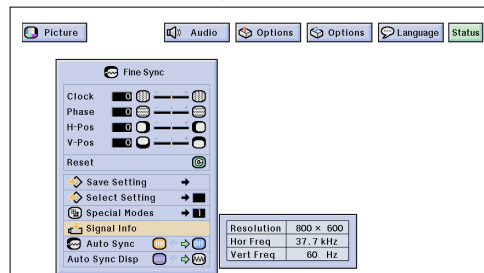 Picture Audio Options Options Language Status
Fine Sync
Clock 0
Phase 0
H-Pos 0
V-Pos 0
Reset
Save Setting
Select Setting
Special Modes 1
Signal Info
Resolution 800 × 600
Hor Freq 37.7 kHz
Auto Sync
Vert Freq 60 Hz
Auto Sync Disp